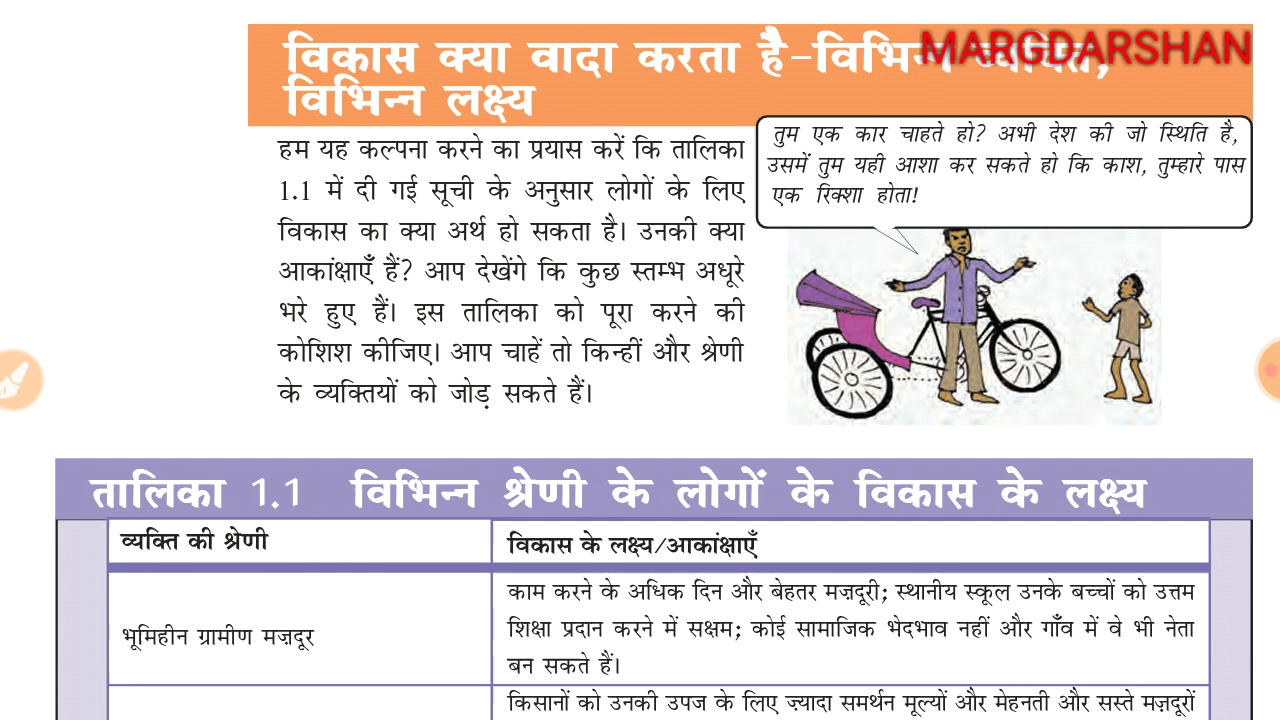 विकास क्या वादा करता है–विभिन्न
MARGDARSHAN
विभिन्न लक्ष्य
हम यह कल्पना करने का प्रयास करें कि तालिका
1.1 में दी गई सूची के अनुसार लोगों के लिए
विकास का क्या अर्थ हो सकता है। उनकी क्या
आकांक्षाएँ हैं? आप देखेंगे कि कुछ स्तम्भ अधूरे
भरे हुए हैं। इस तालिका को पूरा करने की
कोशिश कीजिए। आप चाहें तो किन्हीं और श्रेणी
के व्यक्तियों को जोड़ सकते हैं।
तुम एक कार चाहते हो? अभी देश की जो स्थिति है,
उसमें तुम यही आशा कर सकते हो कि काश, तुम्हारे पास
एक रिक्शा होता!
तालिका 1.1 विभिन्न श्रेणी के लोगों के विकास के लक्ष्य
व्यक्ति की श्रेणी
विकास के लक्ष्य/आकांक्षाएँ
भूमिहीन ग्रामीण मज़दूर
काम करने के अधिक दिन और बेहतर मज़दूरी; स्थानीय स्कूल उनके बच्चों को उत्तम
शिक्षा प्रदान करने में सक्षम; कोई सामाजिक भेदभाव नहीं और गाँव में वे भी नेता
बन सकते हैं।
किसानों को उनकी उपज के लिए ज़्यादा समर्थन मूल्यों और मेहनती और सस्ते मज़दूरों